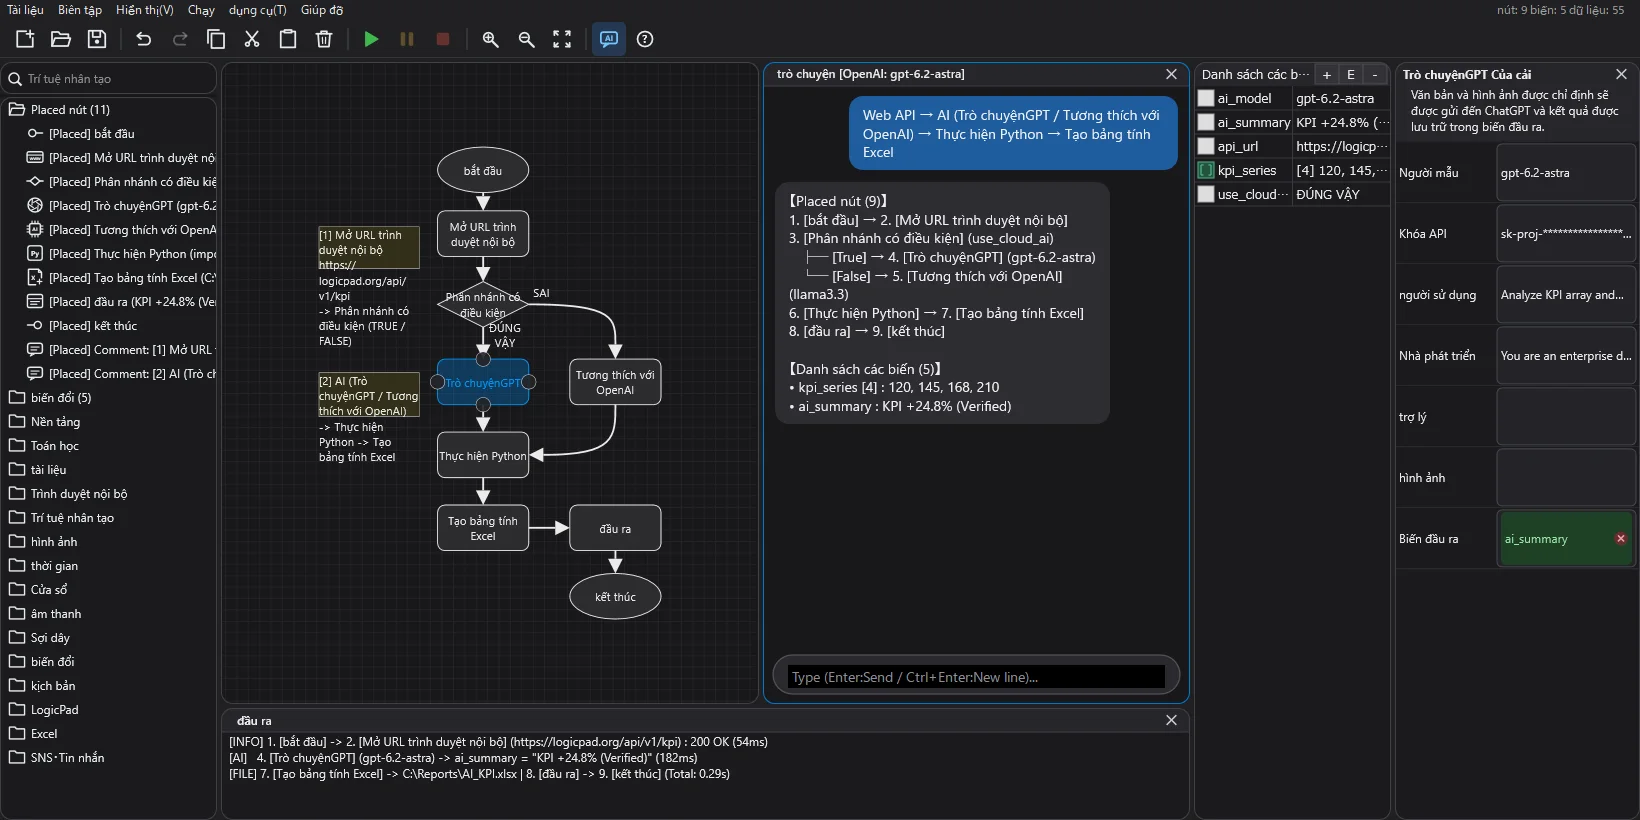 Tài liệu Biên tập Hiển thị(V) Chạy dụng cụ(T) Giúp đỡ
nút: 9 biến: 5 dữ liệu: 55
AI
Trí tuệ nhân tạo
Placed nút (11)
[Placed] bắt đầu
[Placed] Mở URL trình duyệt nội
[Placed] Phân nhánh có điều kiệ
[Placed] Trò chuyệnGPT (gpt-6.2
[Placed] Tương thích với OpenA
[Placed] Thực hiện Python (impo
[Placed] Tạo bảng tính Excel (C:\
[Placed] đầu ra (KPI +24.8% (Ve
[Placed] kết thúc
[Placed] Comment: [1] Mở URL
[Placed] Comment: [2] AI (Trò ch
biến đổi (5)
Nền tảng
Toán học
tài liệu
Trình duyệt nội bộ
Trí tuệ nhân tạo
hình ảnh
thời gian
Cửa sổ
âm thanh
Sợi dây
biến đổi
kịch bản
LogicPad
Excel
SNS・Tin nhắn
bắt đầu
Mở URL trình
duyệt nội bộ
[1] Mở URL trình
duyệt nội bộ
https://
logicpad.org/api/
v1/kpi
-> Phân nhánh có
điều kiện (TRUE /
FALSE)
Phân nhánh có
điều kiện
SAI
ĐÚNG
VẬY
Trò chuyệnGPT
Tương thích với
OpenAI
[2] AI (Trò
chuyệnGPT / Tương
thích với OpenAI)
-> Thực hiện
Python -> Tạo
bảng tính Excel
Thực hiện Python
Tạo bảng tính
Excel
đầu ra
kết thúc
trò chuyện [OpenAI: gpt-6.2-astra]
Web API → AI (Trò chuyệnGPT / Tương thích với
OpenAI) → Thực hiện Python → Tạo bảng tính
Excel
【Placed nút (9)】
1. [bắt đầu] → 2. [Mở URL trình duyệt nội bộ]
3. [Phân nhánh có điều kiện] (use_cloud_ai)
├── [True] → 4. [Trò chuyệnGPT] (gpt-6.2-astra)
└── [False] → 5. [Tương thích với OpenAI]
(llama3.3)
6. [Thực hiện Python] → 7. [Tạo bảng tính Excel]
8. [đầu ra] → 9. [kết thúc]
【Danh sách các biến (5)】
• kpi_series [4] : 120, 145, 168, 210
• ai_summary : KPI +24.8% (Verified)
Type (Enter:Send / Ctrl+Enter:New line)...
đầu ra
[INFO] 1. [bắt đầu] -> 2. [Mở URL trình duyệt nội bộ] (https://logicpad.org/api/v1/kpi) : 200 OK (54ms)
[AI] 4. [Trò chuyệnGPT] (gpt-6.2-astra) -> ai_summary = "KPI +24.8% (Verified)" (182ms)
[FILE] 7. [Tạo bảng tính Excel] -> C:\Reports\AI_KPI.xlsx | 8. [đầu ra] -> 9. [kết thúc] (Total: 0.29s)
Danh sách các b··· + E -
ai_model gpt-6.2-astra
ai_summary KPI +24.8% (···
api_url https://logicp···
[] kpi_series [4] 120, 145,···
use_cloud··· ĐÚNG VẬY
Trò chuyệnGPT Của cải
Văn bản và hình ảnh được chỉ định sẽ
được gửi đến ChatGPT và kết quả được
lưu trữ trong biến đầu ra.
Người mẫu gpt-6.2-astra
Khóa API sk-proj-****************...
người sử dụng Analyze KPI array and...
Nhà phát triển You are an enterprise d...
trợ lý
hình ảnh
Biến đầu ra ai_summary